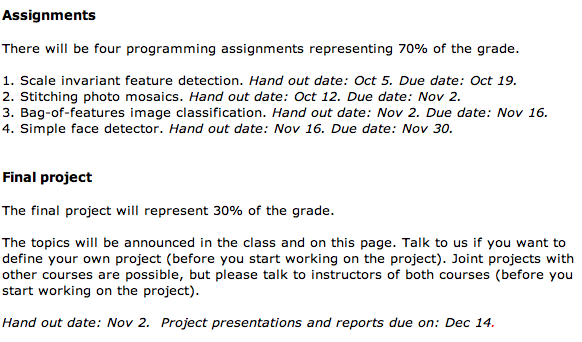 Assignments
There will be four programming assignments representing 70% of the grade.
1. Scale invariant feature detection. Hand out date: Oct 5. Due date: Oct 19.
2. Stitching photo mosaics. Hand out date: Oct 12. Due date: Nov 2.
3. Bag-of-features image classification. Hand out date: Nov 2. Due date: Nov 16.
4. Simple face detector. Hand out date: Nov 16. Due date: Nov 30.
Final project
The final project will represent 30% of the grade.
The topics will be announced in the class and on this page. Talk to us if you want to
define your own project (before you start working on the project). Joint projects with
other courses are possible, but please talk to instructors of both courses (before you
start working on the project).
Hand out date: Nov 2.  Project presentations and reports due on: Dec 14.